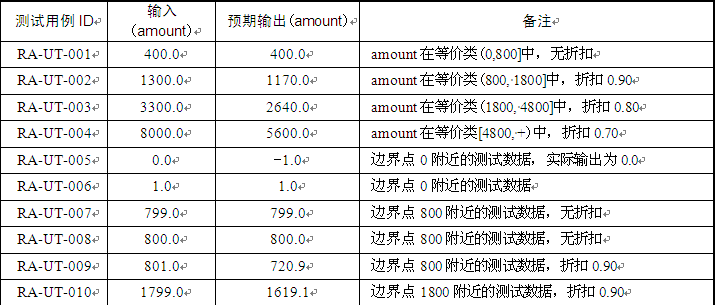 测试用例 ID 输入(amount) 预期输出(amount) 备注
RA-UT-001 400.0 400.0 amount 在等价类(0,800]中，无折扣
RA-UT-002 1300.0 1170.0 amount 在等价类(800, 1800]中，折扣 0.90
RA-UT-003 3300.0 2640.0 amount 在等价类(1800, 4800]中，折扣 0.80
RA-UT-004 8000.0 5600.0 amount 在等价类[4800,+)中，折扣 0.70
RA-UT-005 0.0 -1.0 边界点 0 附近的测试数据，实际输出为 0.0
RA-UT-006 1.0 1.0 边界点 0 附近的测试数据
RA-UT-007 799.0 799.0 边界点 800 附近的测试数据，无折扣
RA-UT-008 800.0 800.0 边界点 800 附近的测试数据，无折扣
RA-UT-009 801.0 720.9 边界点 800 附近的测试数据，折扣 0.90
RA-UT-010 1799.0 1619.1 边界点 1800 附近的测试数据，折扣 0.90